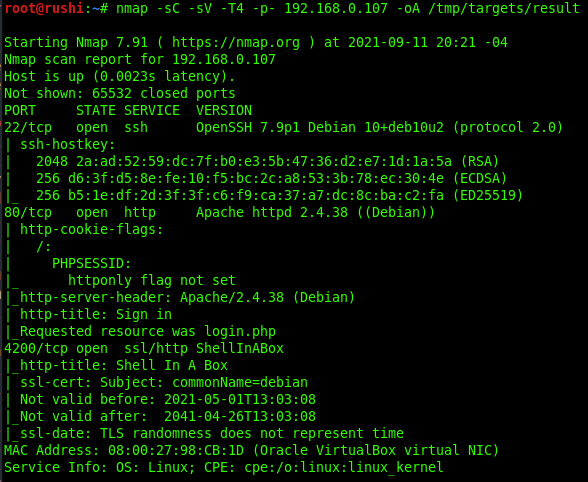 root@rushi:~# nmap -sC -sV -T4 -p- 192.168.0.107 -oA /tmp/targets/result
Starting Nmap 7.91 ( https://nmap.org ) at 2021-09-11 20:21 -04
Nmap scan report for 192.168.0.107
Host is up (0.0023s latency).
Not shown: 65532 closed ports
PORT     STATE SERVICE  VERSION
22/tcp   open  ssh      OpenSSH 7.9p1 Debian 10+deb10u2 (protocol 2.0)
| ssh-hostkey:
|   2048 2a:ad:52:59:dc:7f:b0:e3:5b:47:36:d2:e7:1d:1a:5a (RSA)
|   256 d6:3f:d5:8e:fe:10:f5:bc:2c:a8:53:3b:78:ec:30:4e (ECDSA)
|_  256 b5:1e:df:2d:3f:3f:c6:f9:ca:37:a7:dc:8c:ba:c2:fa (ED25519)
80/tcp   open  http     Apache httpd 2.4.38 ((Debian))
| http-cookie-flags:
|   /:
|     PHPSESSID:
|_      httponly flag not set
|_http-server-header: Apache/2.4.38 (Debian)
| http-title: Sign in
|_Requested resource was login.php
4200/tcp open  ssl/http ShellInABox
|_http-title: Shell In A Box
| ssl-cert: Subject: commonName=debian
| Not valid before: 2021-05-01T13:03:08
|_Not valid after:  2041-04-26T13:03:08
|_ssl-date: TLS randomness does not represent time
MAC Address: 08:00:27:98:CB:1D (Oracle VirtualBox virtual NIC)
Service Info: OS: Linux; CPE: cpe:/o:linux:linux_kernel